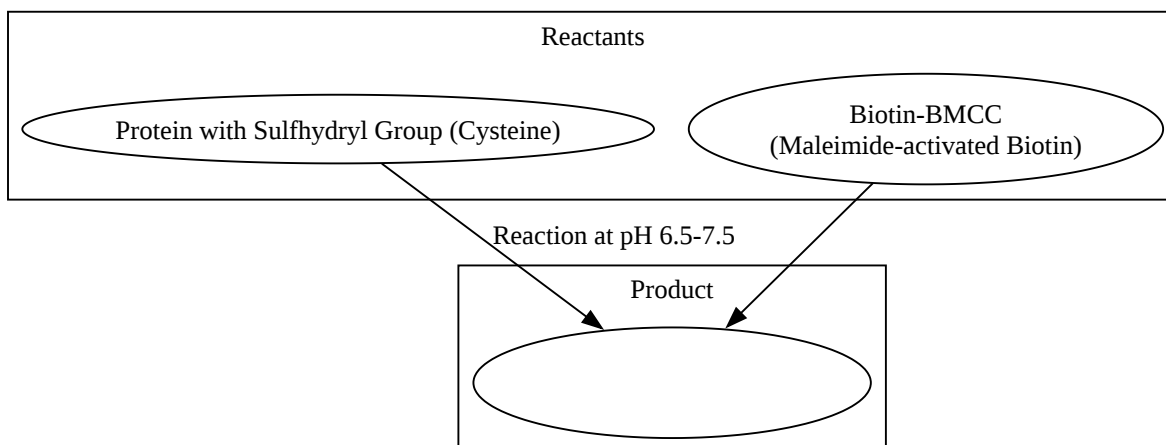 Reactants
Protein with Sulfhydryl Group (Cysteine)
Biotin-BMCC
(Maleimide-activated Biotin)
Reaction at pH 6.5-7.5
Product